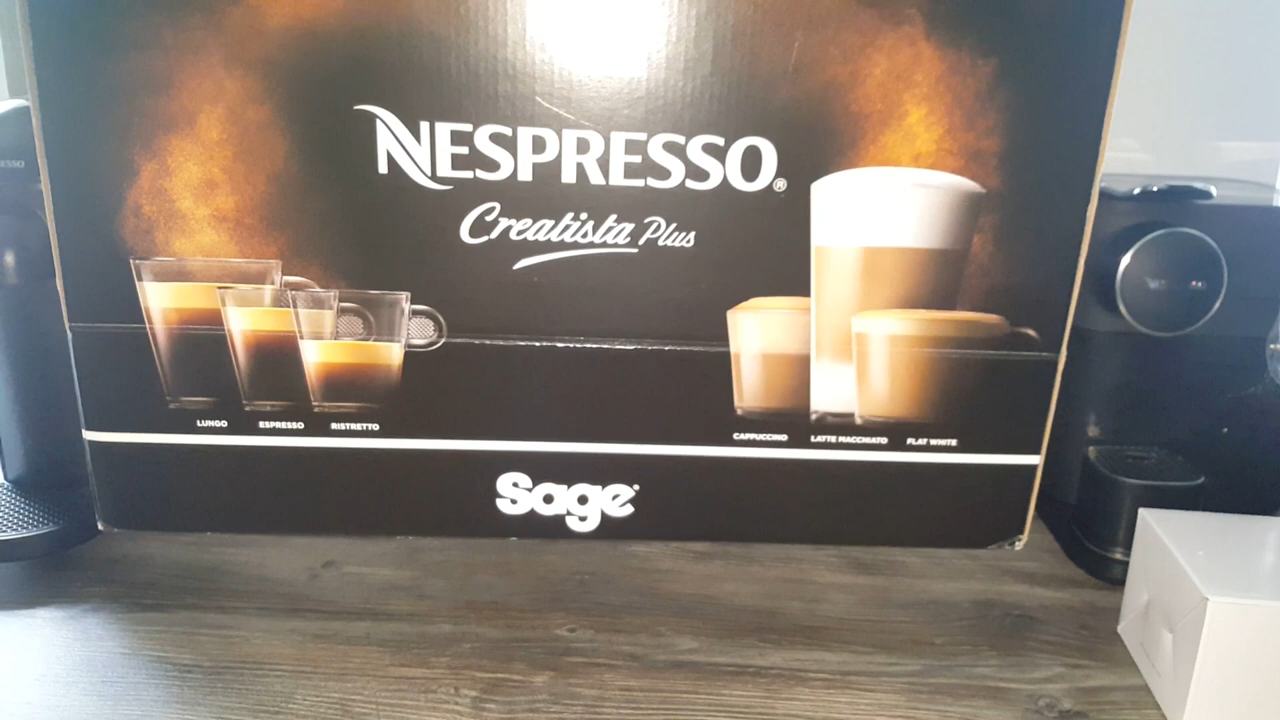 NESPRESSO®
Creatista Plus
LUNGO ESPRESSO RISTRETTO
CAPPUCCINO LATTE MACCHIATO FLAT WHITE
Sage